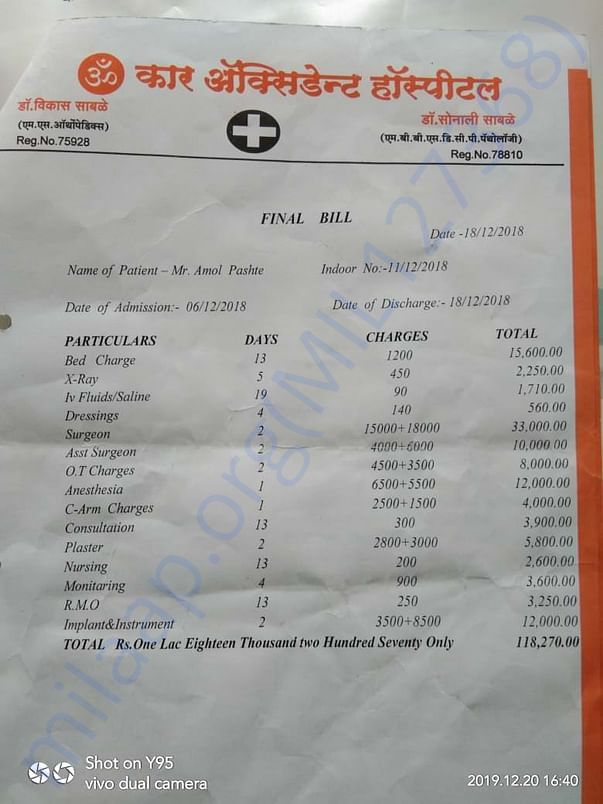 ॐ कार ॲक्सिडेन्ट हॉस्पीटल
डॉ.विकास साबळे
(एम.एस.ऑर्थोपेडिक्स)
Reg.No.75928
डॉ.सोनाली साबळे
(एम.बी.बी.एस.डि.सी.पी.पॅथोलॉजी)
Reg.No.78810
FINAL BILL
Date -18/12/2018
Name of Patient – Mr. Amol Pashte Indoor No:-11/12/2018
Date of Admission:- 06/12/2018 Date of Discharge:- 18/12/2018
PARTICULARS DAYS CHARGES TOTAL
Bed Charge 13 1200 15,600.00
X-Ray 5 450 2,250.00
Iv Fluids/Saline 19 90 1,710.00
Dressings 4 140 560.00
Surgeon 2 15000+18000 33,000.00
Asst Surgeon 2 4000+6000 10,000.00
O.T Charges 2 4500+3500 8,000.00
Anesthesia 1 6500+5500 12,000.00
C-Arm Charges 1 2500+1500 4,000.00
Consultation 13 300 3,900.00
Plaster 2 2800+3000 5,800.00
Nursing 13 200 2,600.00
Monitaring 4 900 3,600.00
R.M.O 13 250 3,250.00
Implant&Instrument 2 3500+8500 12,000.00
TOTAL Rs.One Lac Eighteen Thousand two Hundred Seventy Only 118,270.00
Shot on Y95
vivo dual camera
2019.12.20 16:40